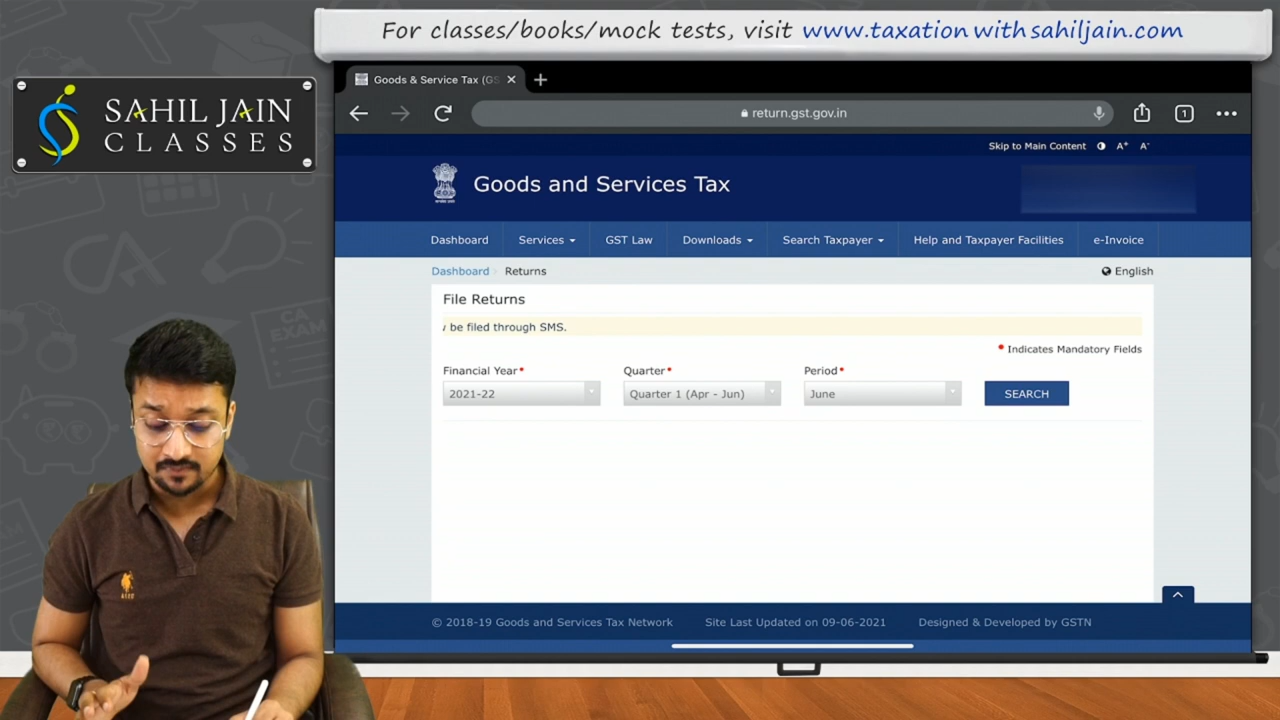 For classes/books/mock tests, visit www.taxationwithsahiljain.com
SAHIL JAIN
CLASSES
Goods & Service Tax (GS
return.gst.gov.in
1
Skip to Main Content A+ A-
Goods and Services Tax
Dashboard Services GST Law Downloads Search Taxpayer Help and Taxpayer Facilities e-Invoice
Dashboard Returns
English
File Returns
be filed through SMS.
• Indicates Mandatory Fields
Financial Year• Quarter• Period•
2021-22 Quarter 1 (Apr - Jun) June SEARCH
© 2018-19 Goods and Services Tax Network Site Last Updated on 09-06-2021 Designed & Developed by GSTN
CA
CA
EXAM